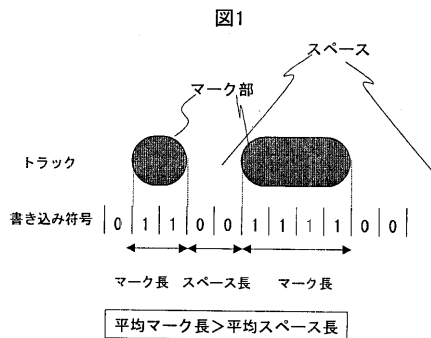 図1
スペース
マーク部
トラック
書き込み符号 0 1 1 0 0 1 1 1 1 0 0
マーク長 スペース長 マーク長
平均マーク長>平均スペース長